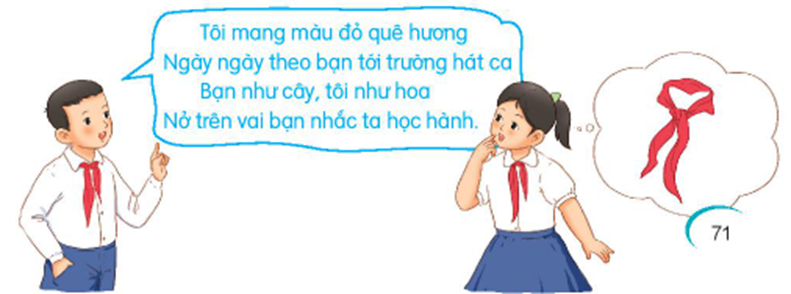 Tôi mang màu đỏ quê hương
Ngày ngày theo bạn tới trường hát ca
Bạn như cây, tôi như hoa
Nở trên vai bạn nhắc ta học hành.
71